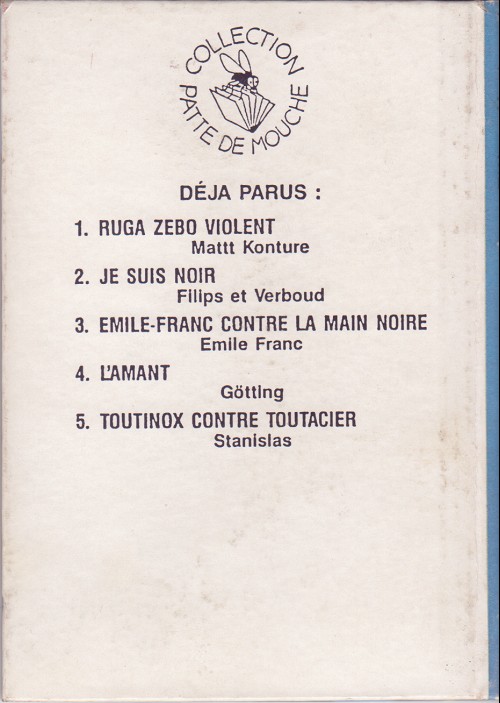 COLLECTION
PATTE DE MOUCHE
DÉJA PARUS :
1. RUGA ZEBO VIOLENT
Mattt Konture
2. JE SUIS NOIR
Filips et Verboud
3. EMILE-FRANC CONTRE LA MAIN NOIRE
Emile Franc
4. L'AMANT
Götting
5. TOUTINOX CONTRE TOUTACIER
Stanislas